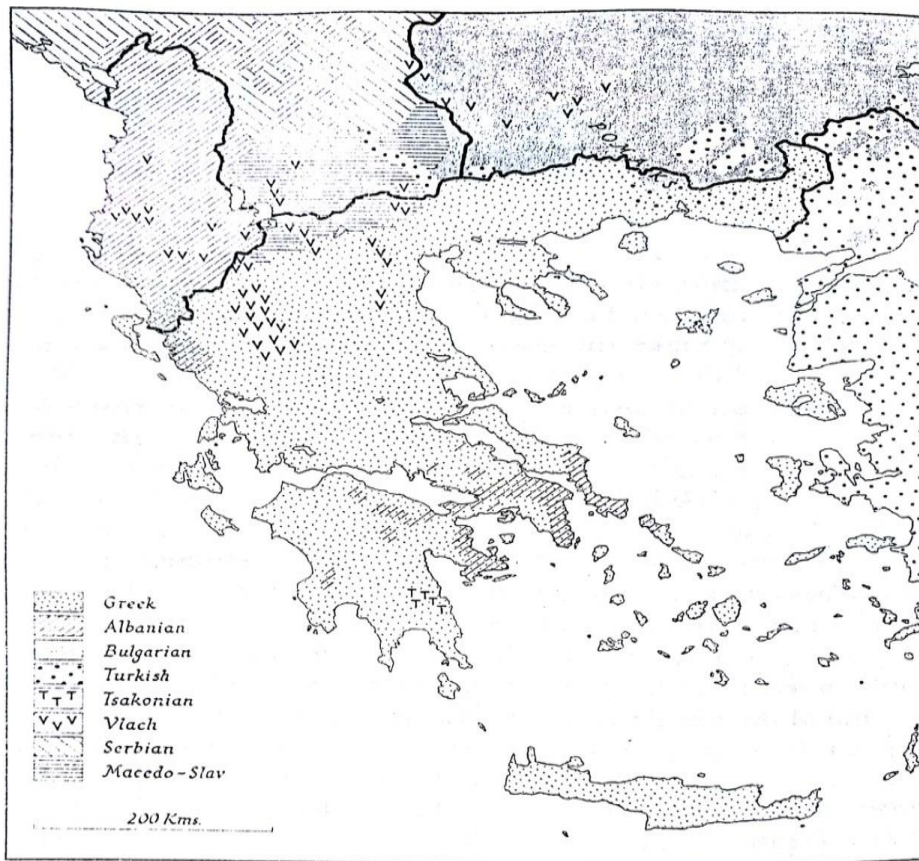 Greek
Albanian
Bulgarian
Turkish
Tsakonian
Vlach
Serbian
Macedo-Slav
200 Kms.